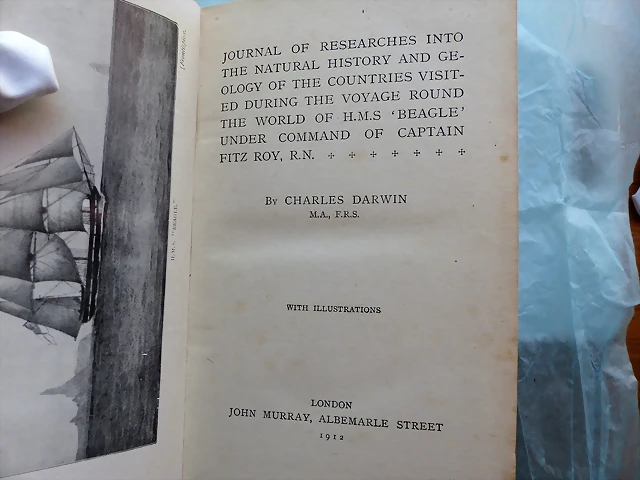 JOURNAL OF RESEARCHES INTO
THE NATURAL HISTORY AND GE-
OLOGY OF THE COUNTRIES VISIT-
ED DURING THE VOYAGE ROUND
THE WORLD OF H.M.S 'BEAGLE'
UNDER COMMAND OF CAPTAIN
FITZ ROY, R.N.
By CHARLES DARWIN
M.A., F.R.S.
WITH ILLUSTRATIONS
LONDON
JOHN MURRAY, ALBEMARLE STREET
1912
H.M.S. "BEAGLE."
[Frontispiece.